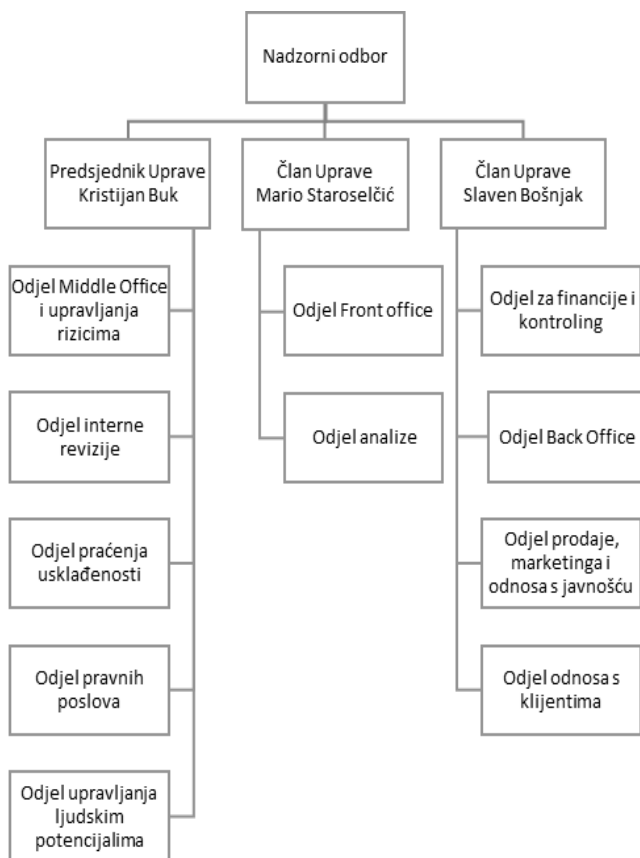 Nadzorni odbor
Predsjednik Uprave
Kristijan Buk
Član Uprave
Mario Staroselčić
Član Uprave
Slaven Bošnjak
Odjel Middle Office
i upravljanja
rizicima
Odjel interne
revizije
Odjel praćenja
usklađenosti
Odjel pravnih
poslova
Odjel upravljanja
ljudskim
potencijalima
Odjel Front office
Odjel analize
Odjel za financije i
kontroling
Odjel Back Office
Odjel prodaje,
marketinga i
odnosa s javnošću
Odjel odnosa s
klijentima